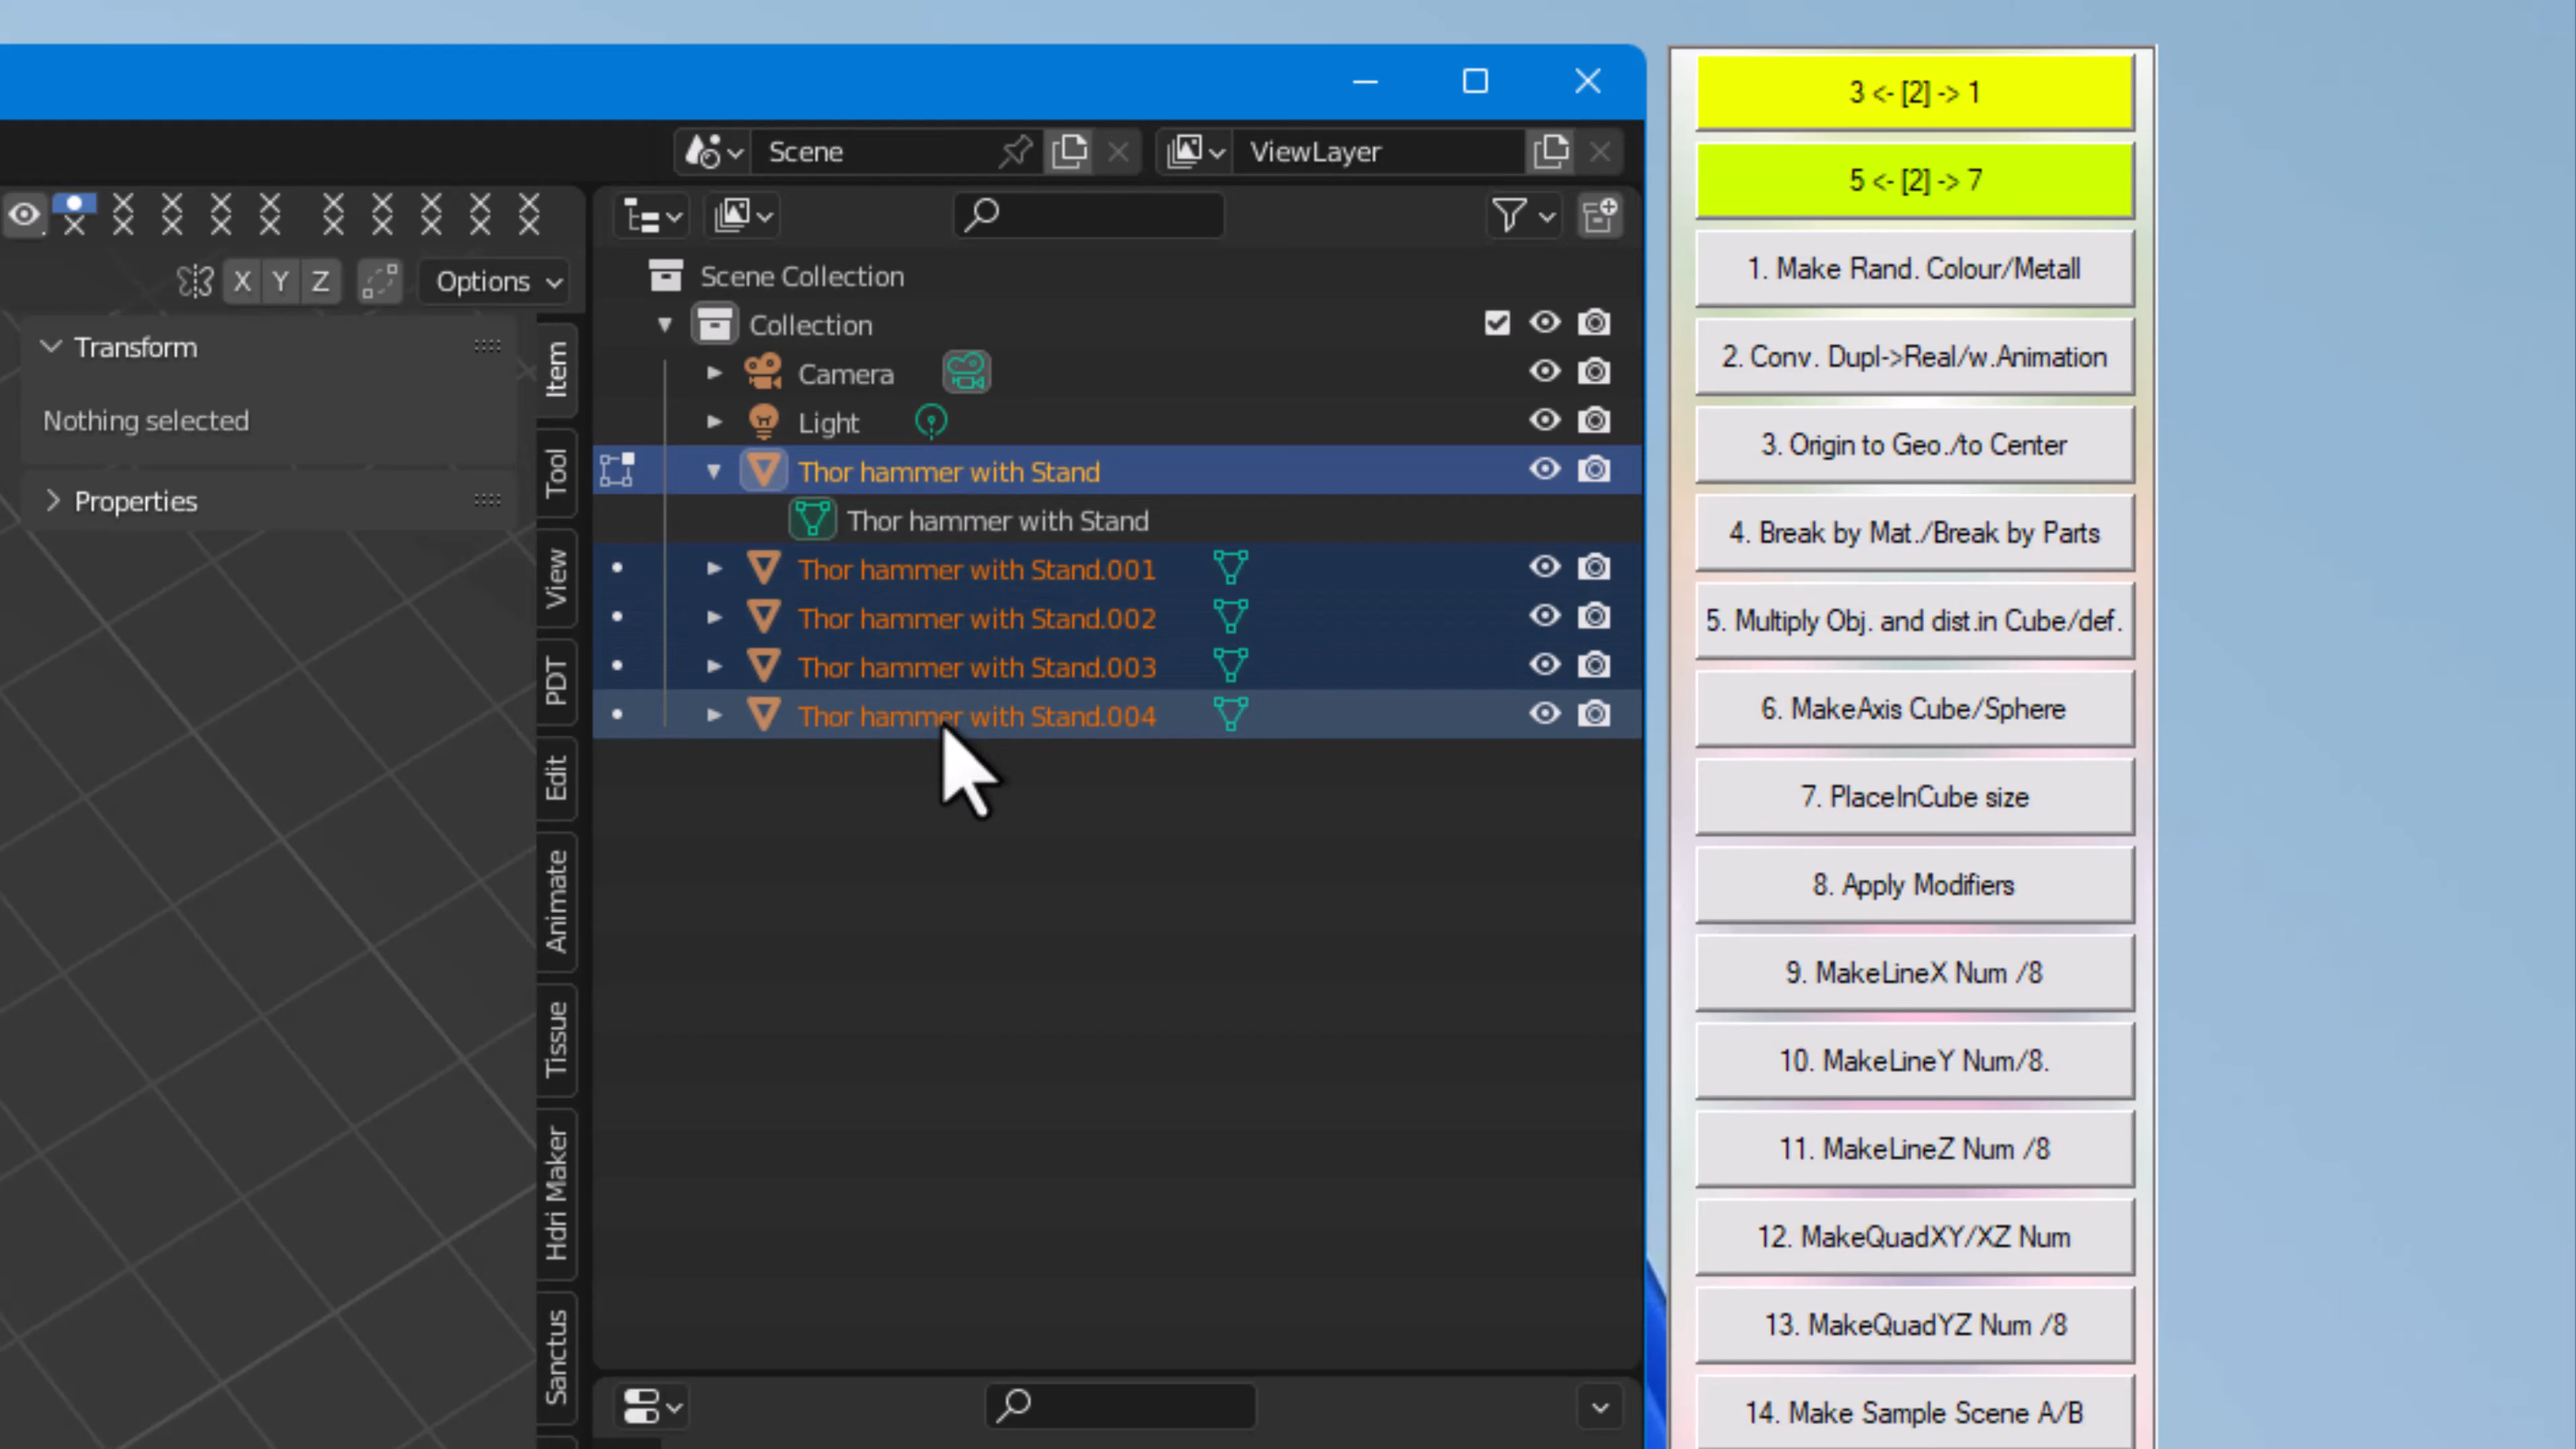 Scene
ViewLayer
X Y Z
Options
Transform
Nothing selected
Properties
Item
Tool
View
PDT
Edit
Animate
Tissue
Hdri Maker
Sanctus
Scene Collection
Collection
Camera
Light
Thor hammer with Stand
Thor hammer with Stand
Thor hammer with Stand.001
Thor hammer with Stand.002
Thor hammer with Stand.003
Thor hammer with Stand.004
3 <- [2] -> 1
5 <- [2] -> 7
1. Make Rand. Colour/Metall
2. Conv. Dupl->Real/w.Animation
3. Origin to Geo./to Center
4. Break by Mat./Break by Parts
5. Multiply Obj. and dist.in Cube/def.
6. MakeAxis Cube/Sphere
7. PlaceInCube size
8. Apply Modifiers
9. MakeLineX Num /8
10. MakeLineY Num/8.
11. MakeLineZ Num /8
12. MakeQuadXY/XZ Num
13. MakeQuadYZ Num /8
14. Make Sample Scene A/B